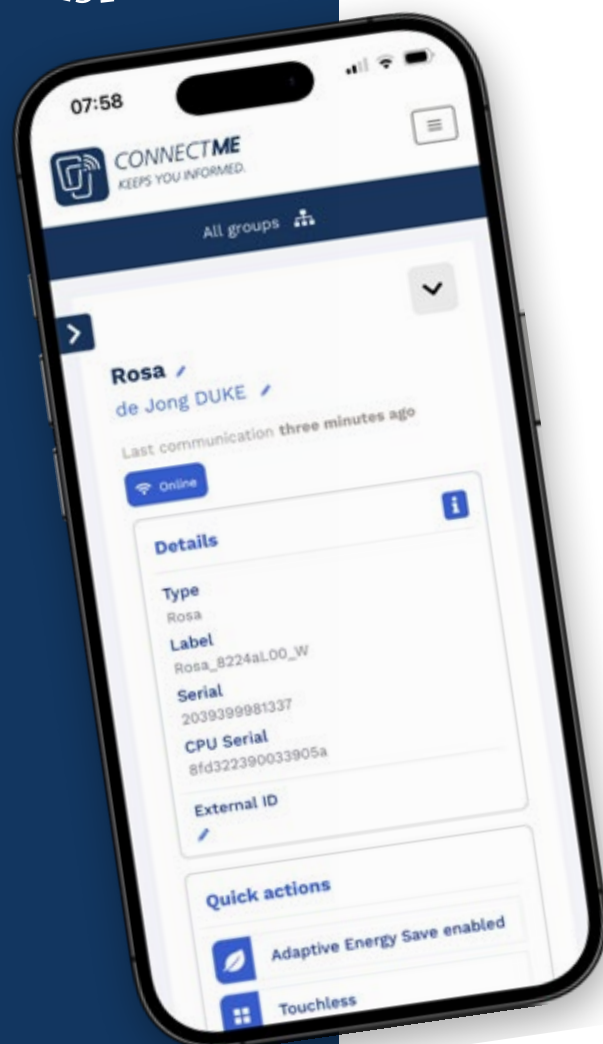 07:58
CONNECTME
KEEPS YOU INFORMED.
All groups
Rosa
de Jong DUKE
Last communication three minutes ago
Online
Details
Type
Rosa
Label
Rosa_8224aL00_W
Serial
2039399981337
CPU Serial
8fd322390033905a
External ID
Quick actions
Adaptive Energy Save enabled
Touchless